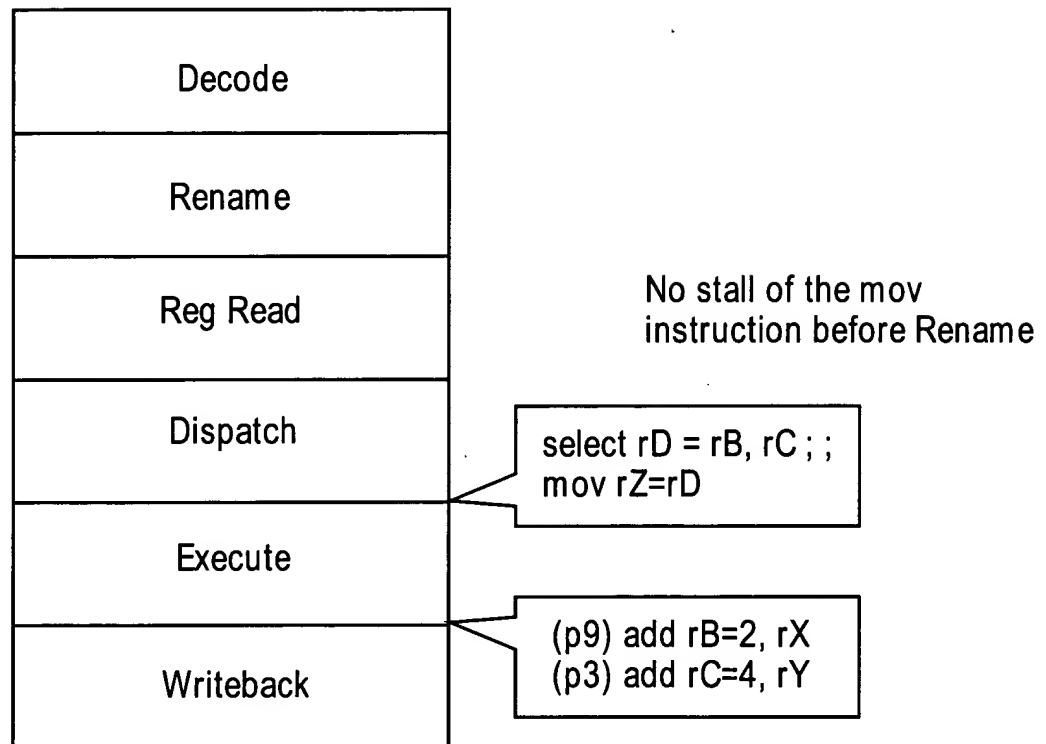 Decode
Rename
Reg Read
No stall of the mov
instruction before Rename
Dispatch
select rD = rB, rC ; ;
mov rZ=rD
Execute
(p9) add rB=2, rX
(p3) add rC=4, rY
Writeback